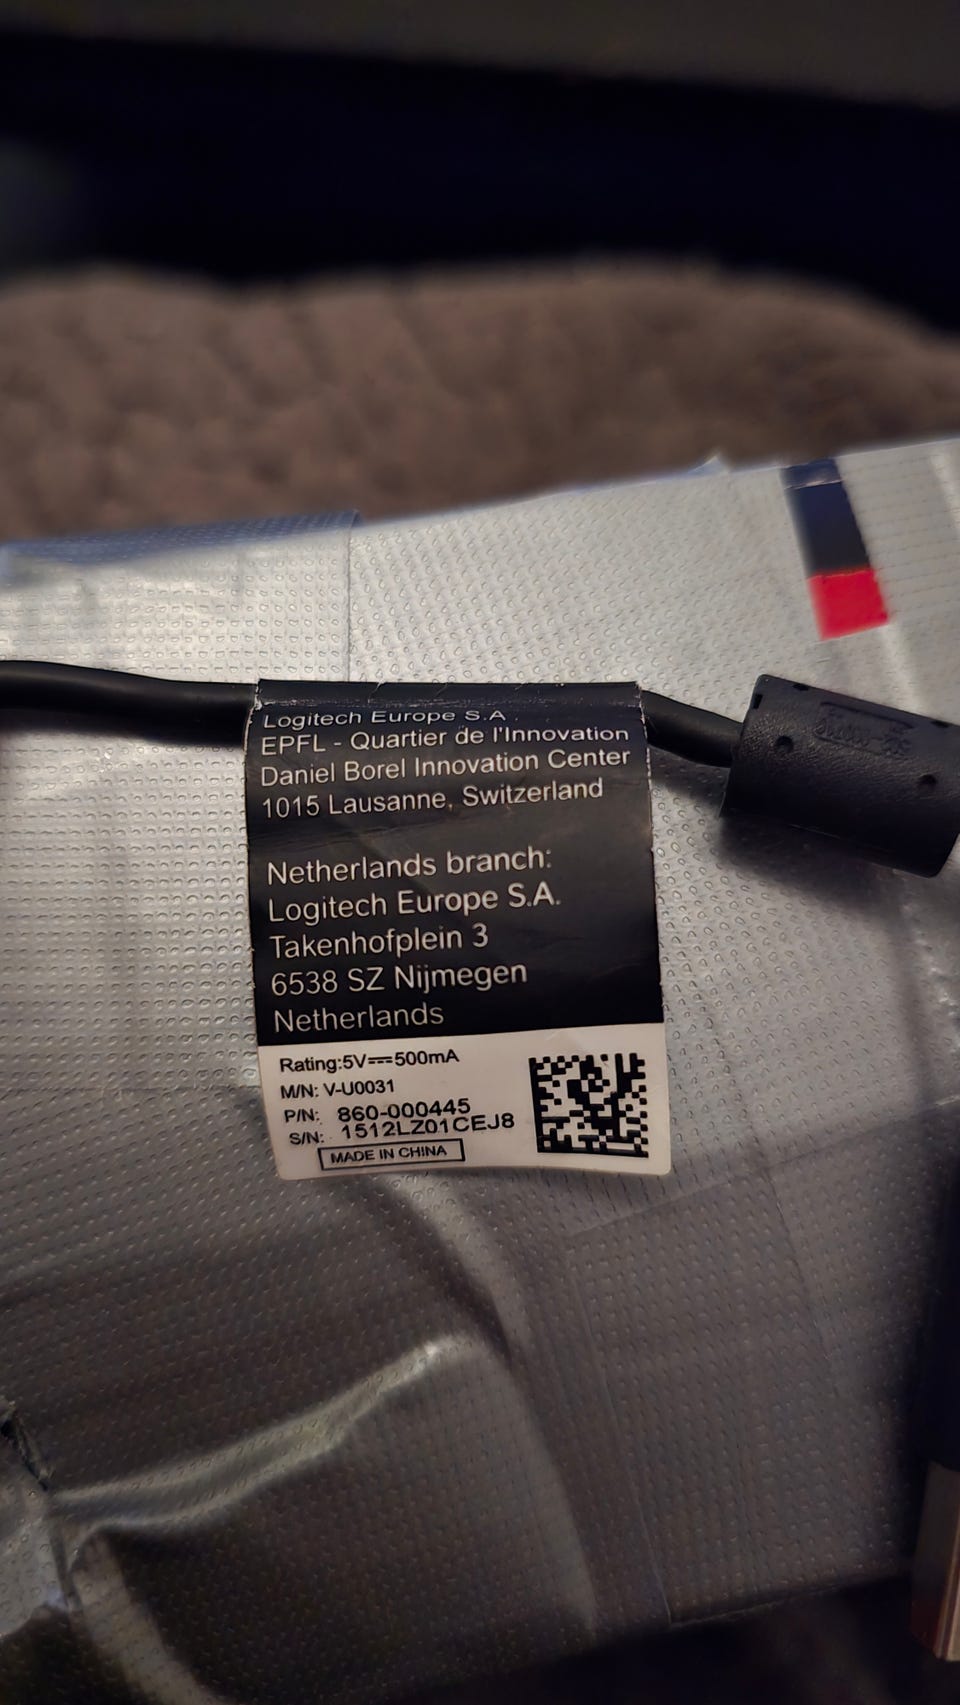 Logitech Europe S.A.
EPFL - Quartier de l'Innovation
Daniel Borel Innovation Center
1015 Lausanne, Switzerland
Netherlands branch:
Logitech Europe S.A.
Takenhofplein 3
6538 SZ Nijmegen
Netherlands
Rating:5V⎓500mA
M/N: V-U0031
P/N: 860-000445
S/N: 1512LZ01CEJ8
MADE IN CHINA